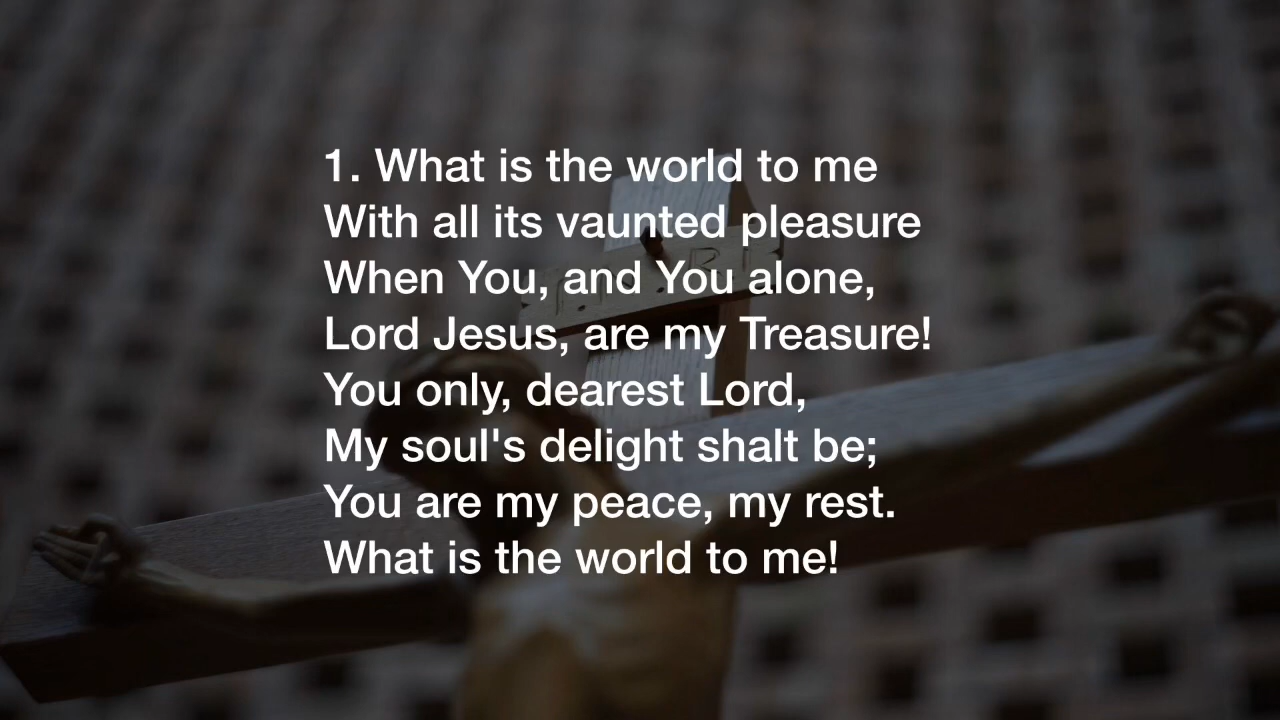 1. What is the world to me
With all its vaunted pleasure
When You, and You alone,
Lord Jesus, are my Treasure!
You only, dearest Lord,
My soul's delight shalt be;
You are my peace, my rest.
What is the world to me!